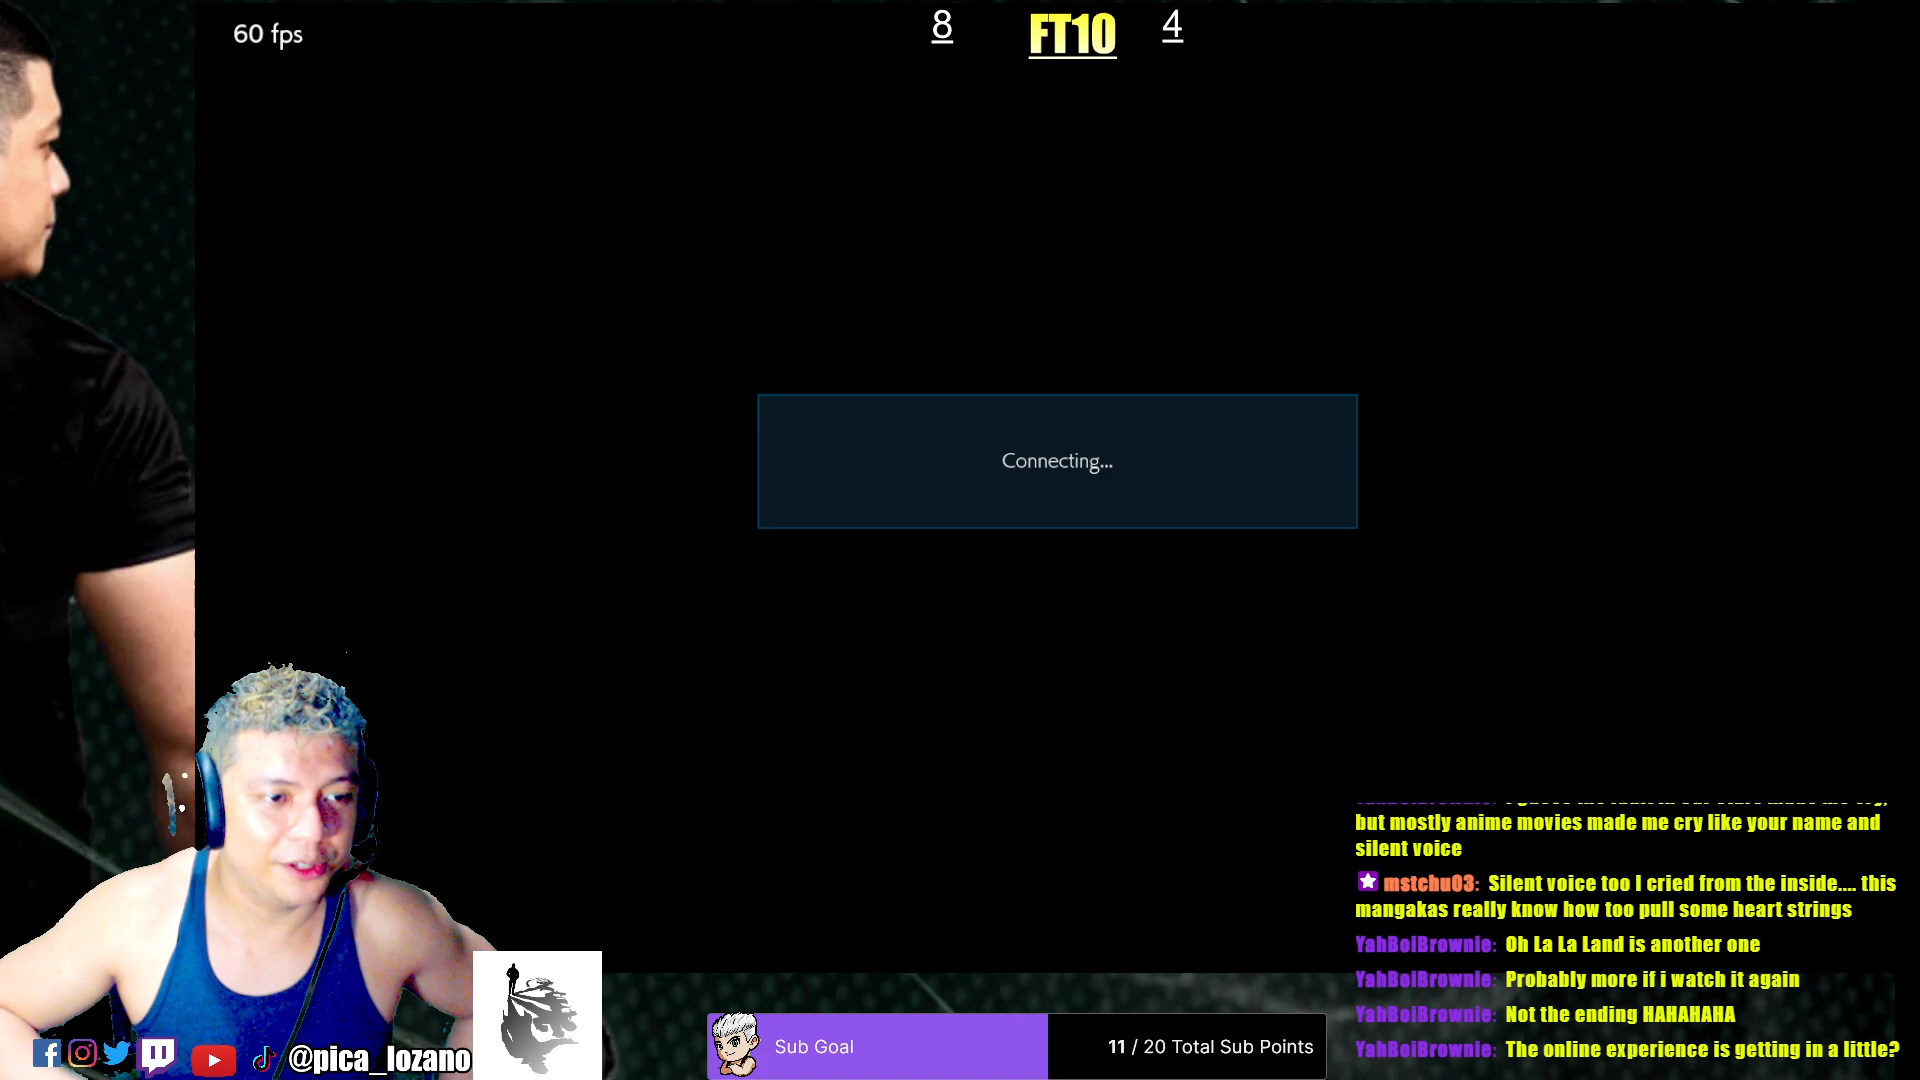 60 fps
8
FT10
4
Connecting...
but mostly anime movies made me cry like your name and
silent voice
mstchu03: Silent voice too I cried from the inside.... this
mangakas really know how too pull some heart strings
YahBoiBrownie: Oh La La Land is another one
YahBoiBrownie: Probably more if i watch it again
YahBoiBrownie: Not the ending HAHAHAHA
YahBoiBrownie: The online experience is getting in a little?
@pica_lozano
Sub Goal
11 / 20 Total Sub Points